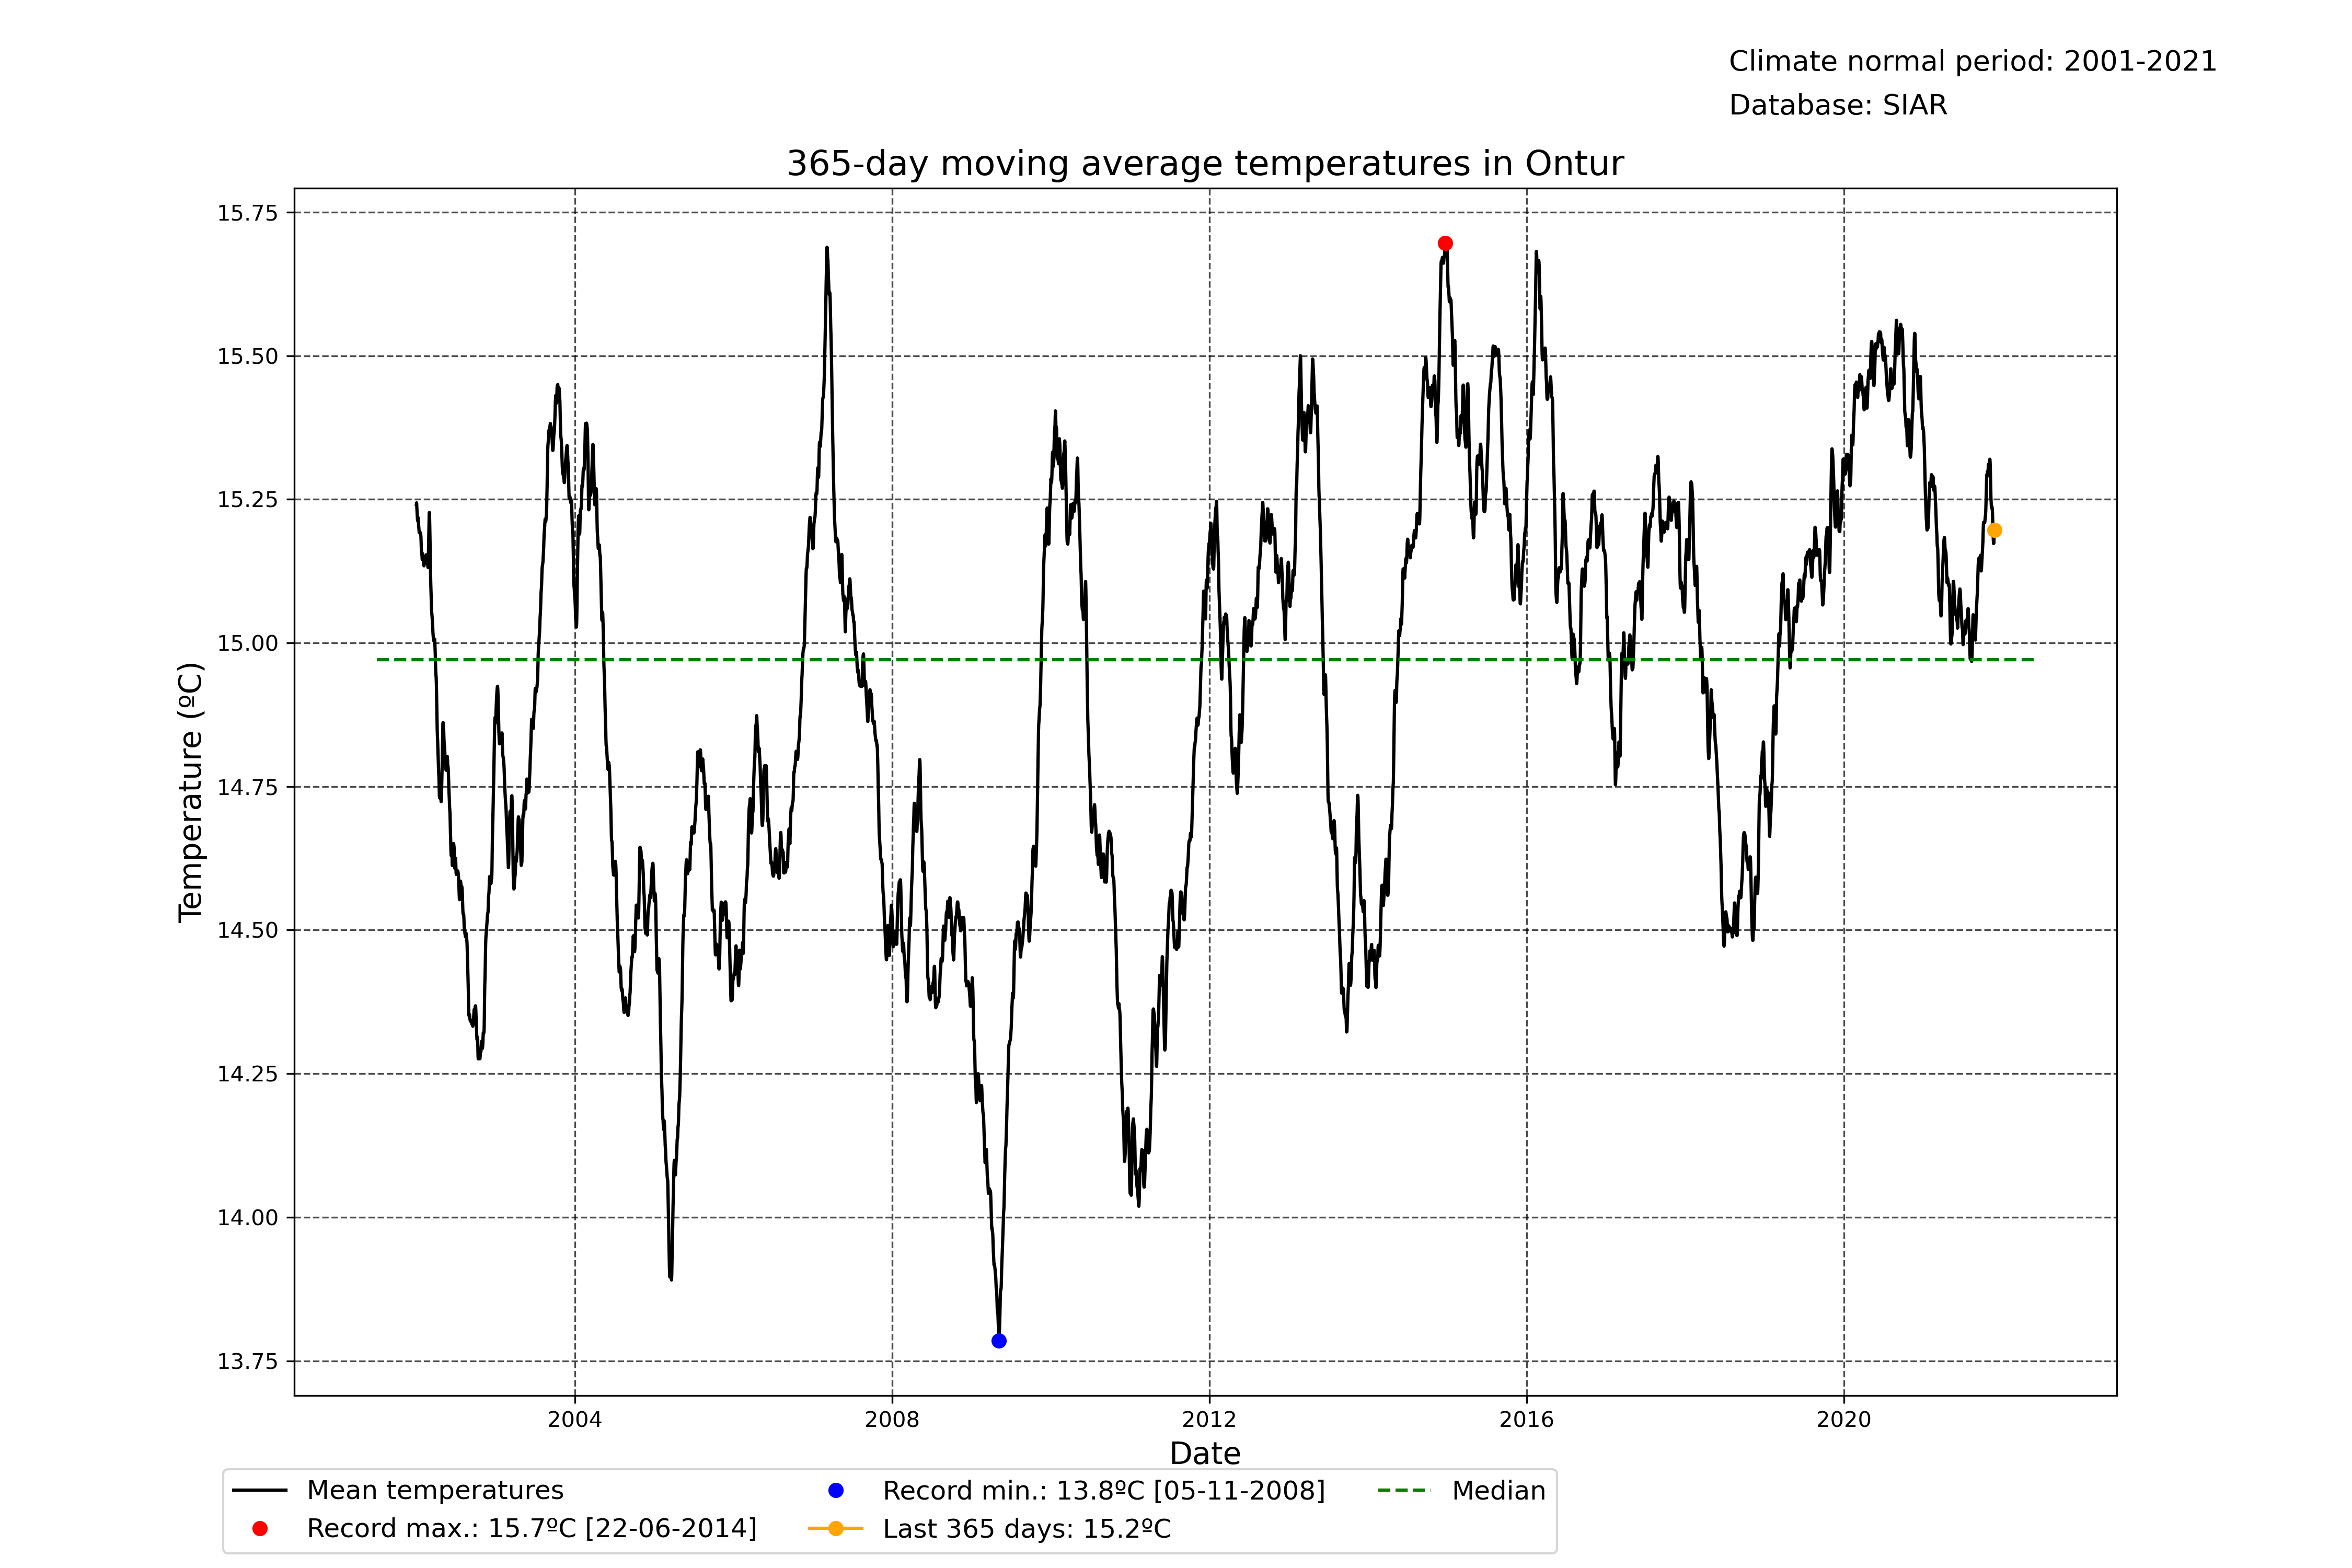 Climate normal period: 2001-2021
Database: SIAR
365-day moving average temperatures in Ontur
Temperature (ºC)
15.75
15.50
15.25
15.00
14.75
14.50
14.25
14.00
13.75
2004
2008
2012
2016
2020
Date
Mean temperatures
Record max.: 15.7ºC [22-06-2014]
Record min.: 13.8ºC [05-11-2008]
Last 365 days: 15.2ºC
Median